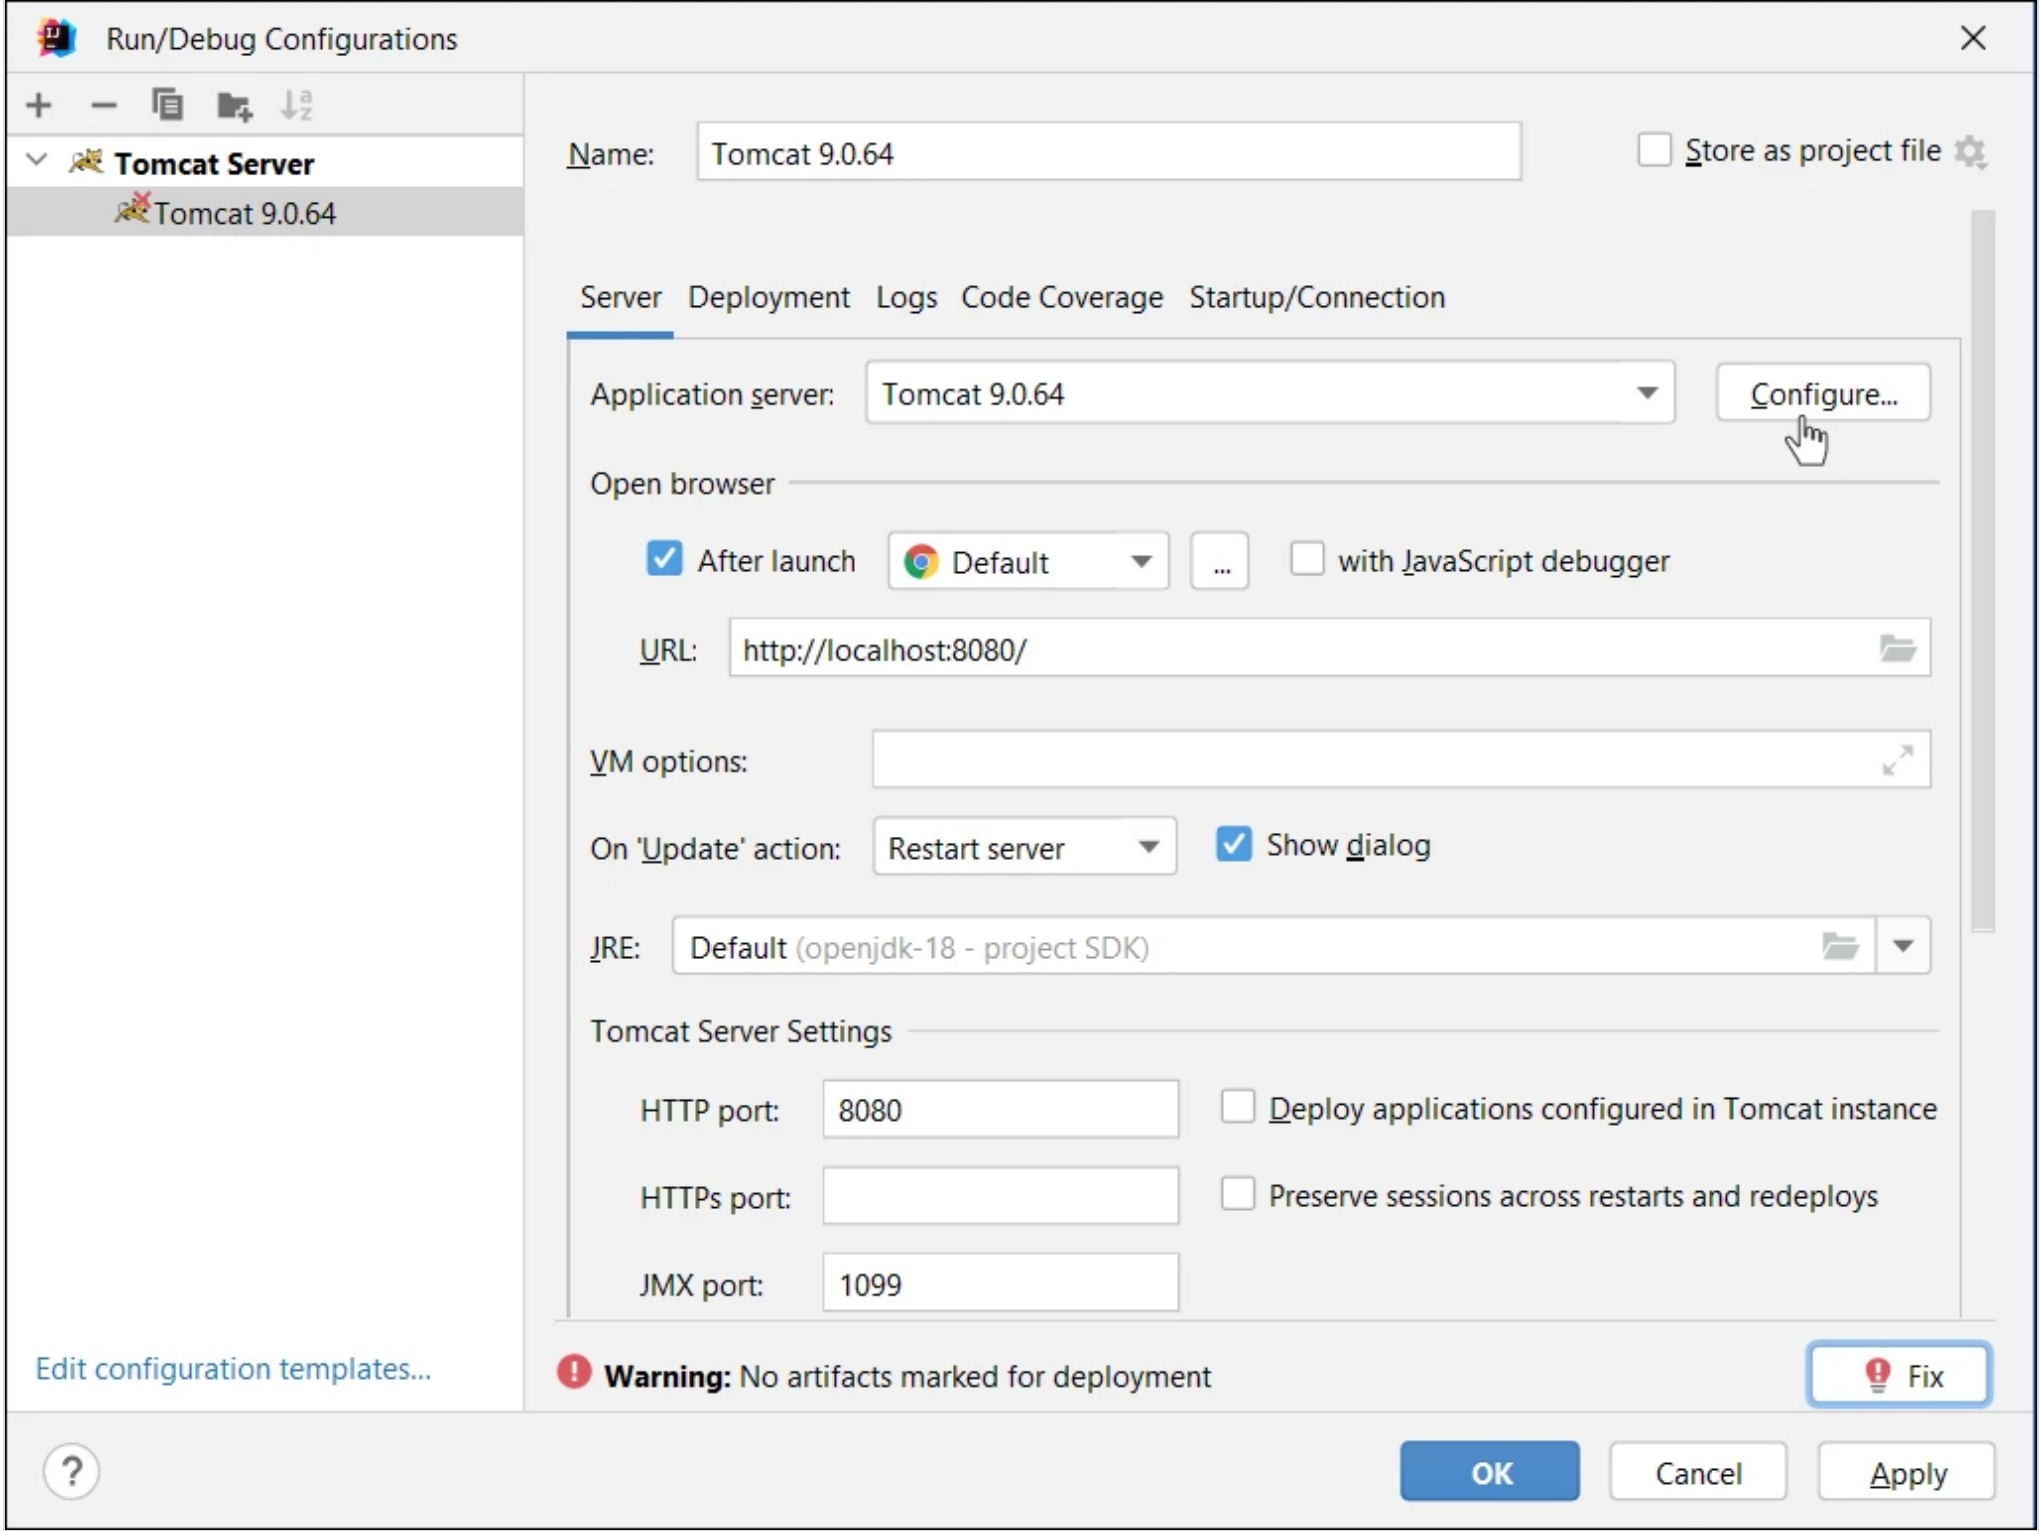 Run/Debug Configurations
Tomcat Server
Tomcat 9.0.64
Edit configuration templates...
Name: Tomcat 9.0.64 Store as project file
Server Deployment Logs Code Coverage Startup/Connection
Application server: Tomcat 9.0.64 Configure...
Open browser
After launch Default ... with JavaScript debugger
URL: http://localhost:8080/
VM options:
On 'Update' action: Restart server Show dialog
JRE: Default (openjdk-18 - project SDK)
Tomcat Server Settings
HTTP port: 8080 Deploy applications configured in Tomcat instance
HTTPs port: Preserve sessions across restarts and redeploys
JMX port: 1099
Warning: No artifacts marked for deployment Fix
? OK Cancel Apply